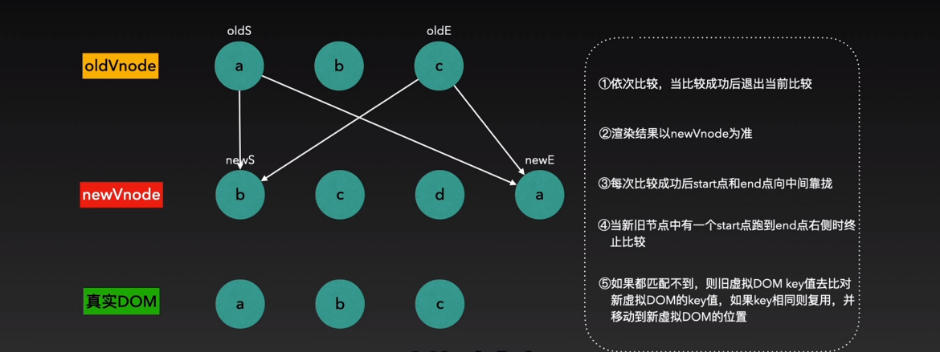 oldS oldE
oldVnode a b c
newS newE
newVnode b c d a
真实DOM a b c
①依次比较，当比较成功后退出当前比较
②渲染结果以newVnode为准
③每次比较成功后start点和end点向中间靠拢
④当新旧节点中有一个start点跑到end点右侧时终
止比较
⑤如果都匹配不到，则旧虚拟DOM key值去比对
新虚拟DOM的key值，如果key相同则复用，并
移动到新虚拟DOM的位置